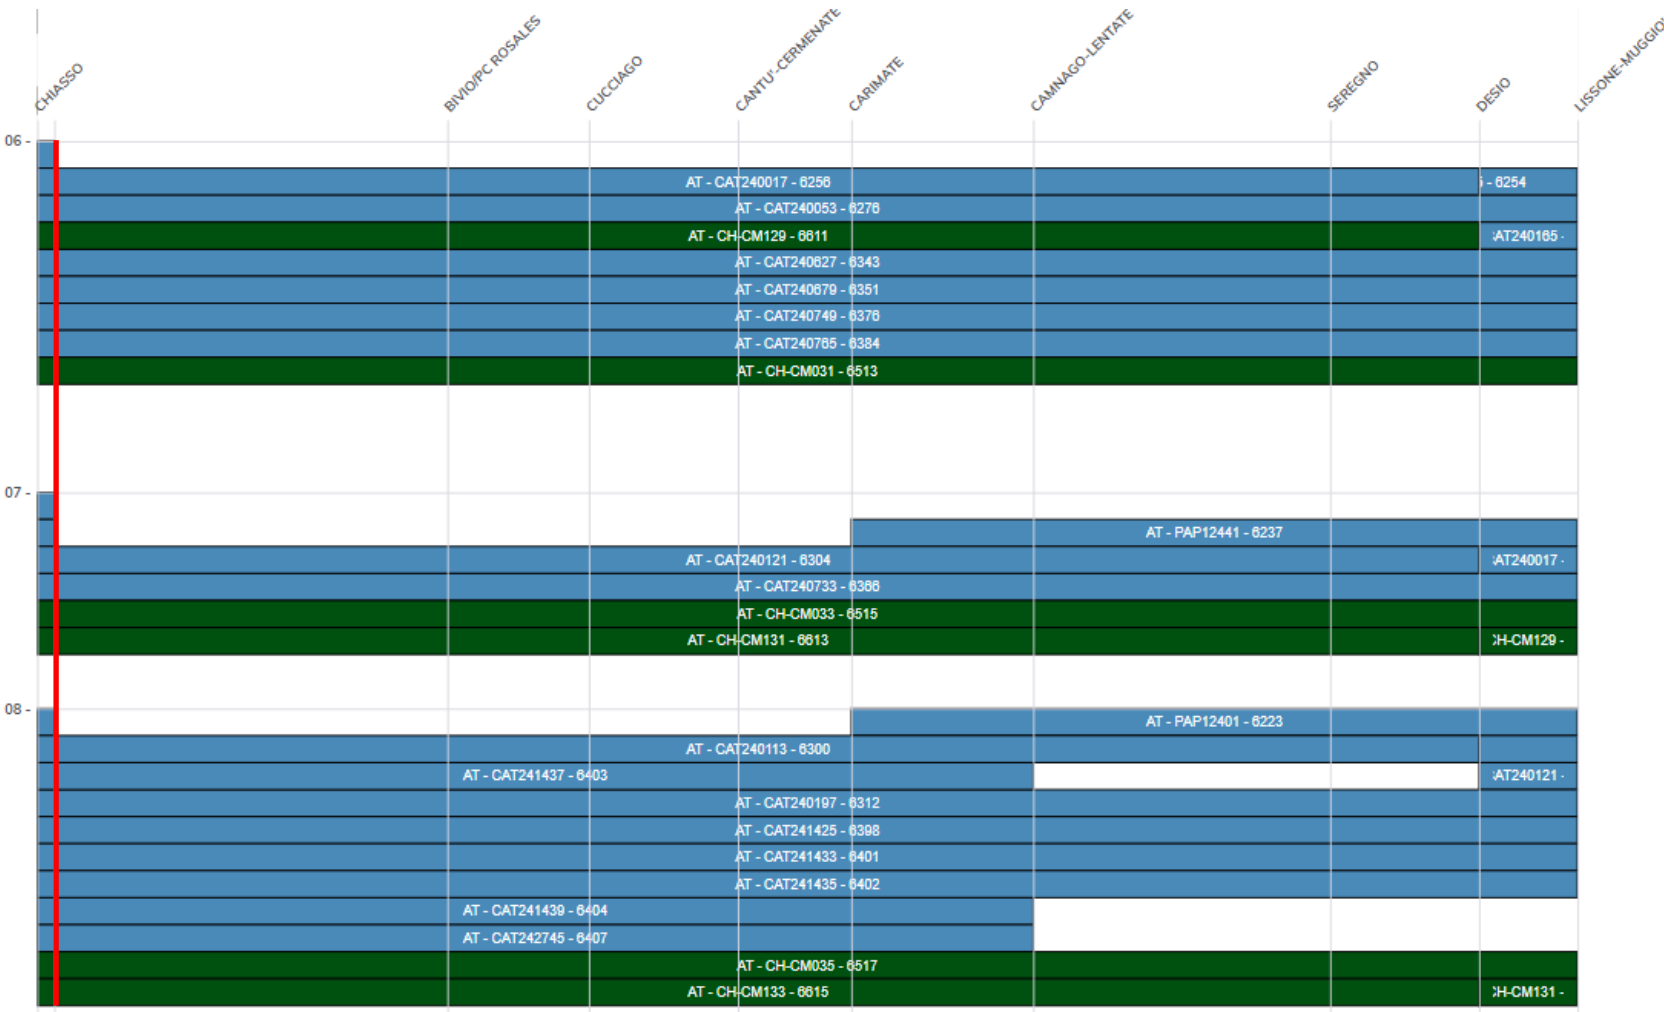 CHIASSO
BIVIO/PC ROSALES
CUCCIAGO
CANTU'-CERMENATE
CARIMATE
CAMNAGO-LENTATE
SEREGNO
DESIO
LISSONE-MUGGIO
06 -
AT - CAT240017 - 6256
- 6254
AT - CAT240053 - 6276
AT - CH-CM129 - 6611
AT240165 -
AT - CAT240627 - 6343
AT - CAT240679 - 6351
AT - CAT240749 - 6376
AT - CAT240765 - 6384
AT - CH-CM031 - 6513
07 -
AT - PAP12441 - 6237
AT - CAT240121 - 6304
AT240017 -
AT - CAT240733 - 6366
AT - CH-CM033 - 6515
AT - CH-CM131 - 6613
H-CM129 -
08 -
AT - PAP12401 - 6223
AT - CAT240113 - 6300
AT - CAT241437 - 6403
AT240121 -
AT - CAT240197 - 6312
AT - CAT241425 - 6398
AT - CAT241433 - 6401
AT - CAT241435 - 6402
AT - CAT241439 - 6404
AT - CAT242745 - 6407
AT - CH-CM035 - 6517
AT - CH-CM133 - 6615
H-CM131 -